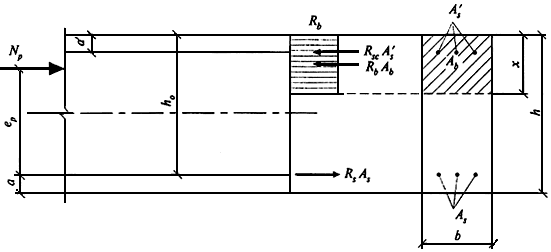 R_b
A'_s
N_p
a'
R_sc A'_s
R_b A_b
A_b
x
h_o
h
e_p
a
R_s A_s
A_s
b